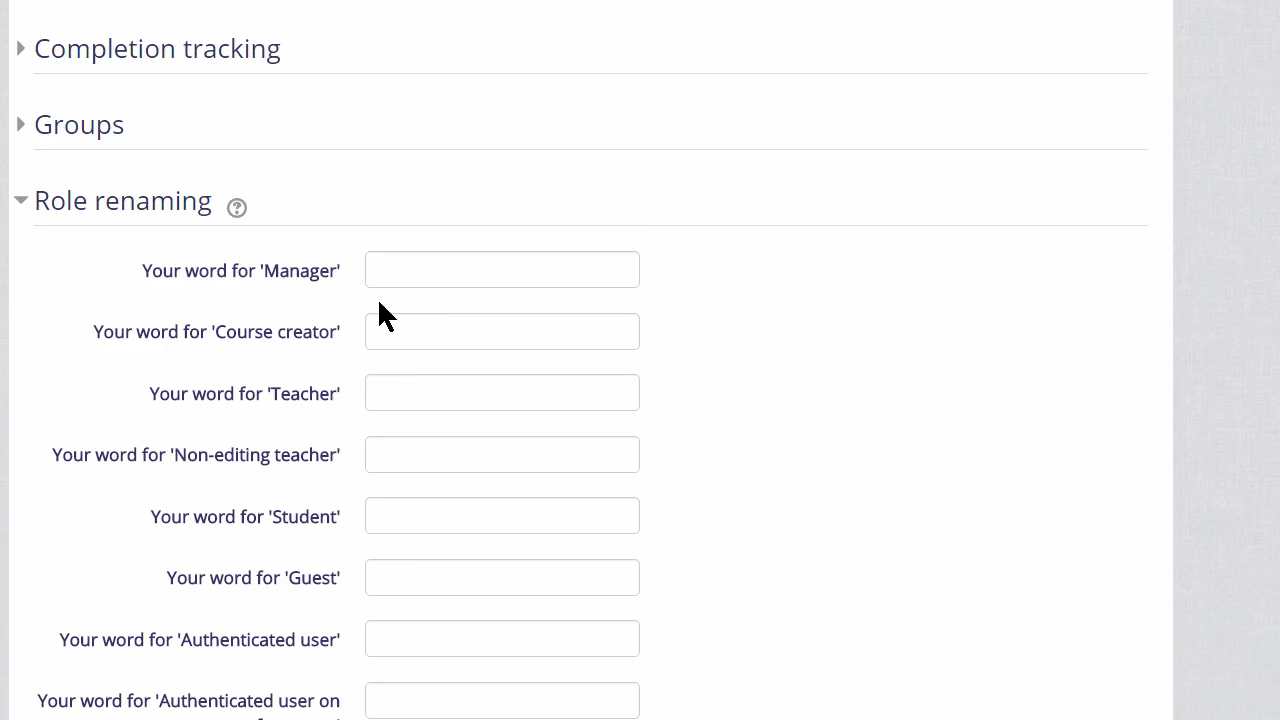 Completion tracking
Groups
Role renaming ?
Your word for 'Manager'
Your word for 'Course creator'
Your word for 'Teacher'
Your word for 'Non-editing teacher'
Your word for 'Student'
Your word for 'Guest'
Your word for 'Authenticated user'
Your word for 'Authenticated user on